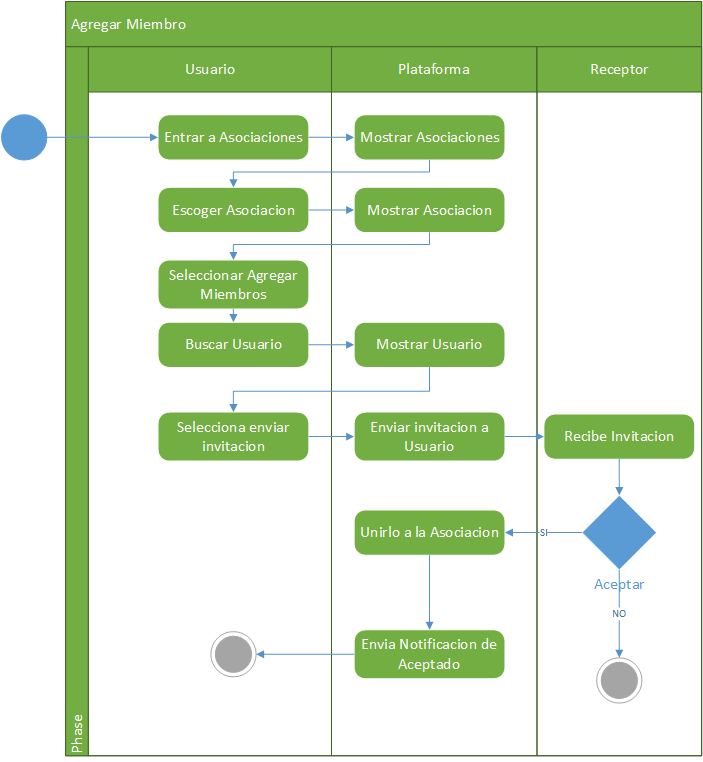 Agregar Miembro
Usuario
Plataforma
Receptor
Entrar a Asociaciones
Mostrar Asociaciones
Escoger Asociacion
Mostrar Asociacion
Seleccionar Agregar
Miembros
Buscar Usuario
Mostrar Usuario
Selecciona enviar
invitacion
Enviar invitacion a
Usuario
Recibe Invitacion
Unirlo a la Asociacion
SI
Aceptar
NO
Envia Notificacion de
Aceptado
Phase